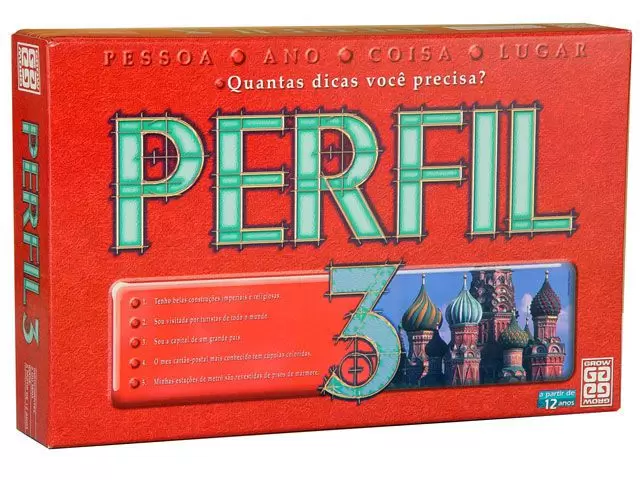 PESSOA ANO COISA LUGAR
Quantas dicas você precisa?
PERFIL
3
1. Tenho belas construções imperiais e religiosas.
2. Sou visitada por turistas de todo o mundo.
3. Sou a capital de um grande país.
4. O meu cartão-postal mais conhecido tem cúpulas coloridas.
5. Minhas estações de metrô são revestidas de pisos de mármore.
a partir de
12 anos
GROW
GROW
PERFIL 3